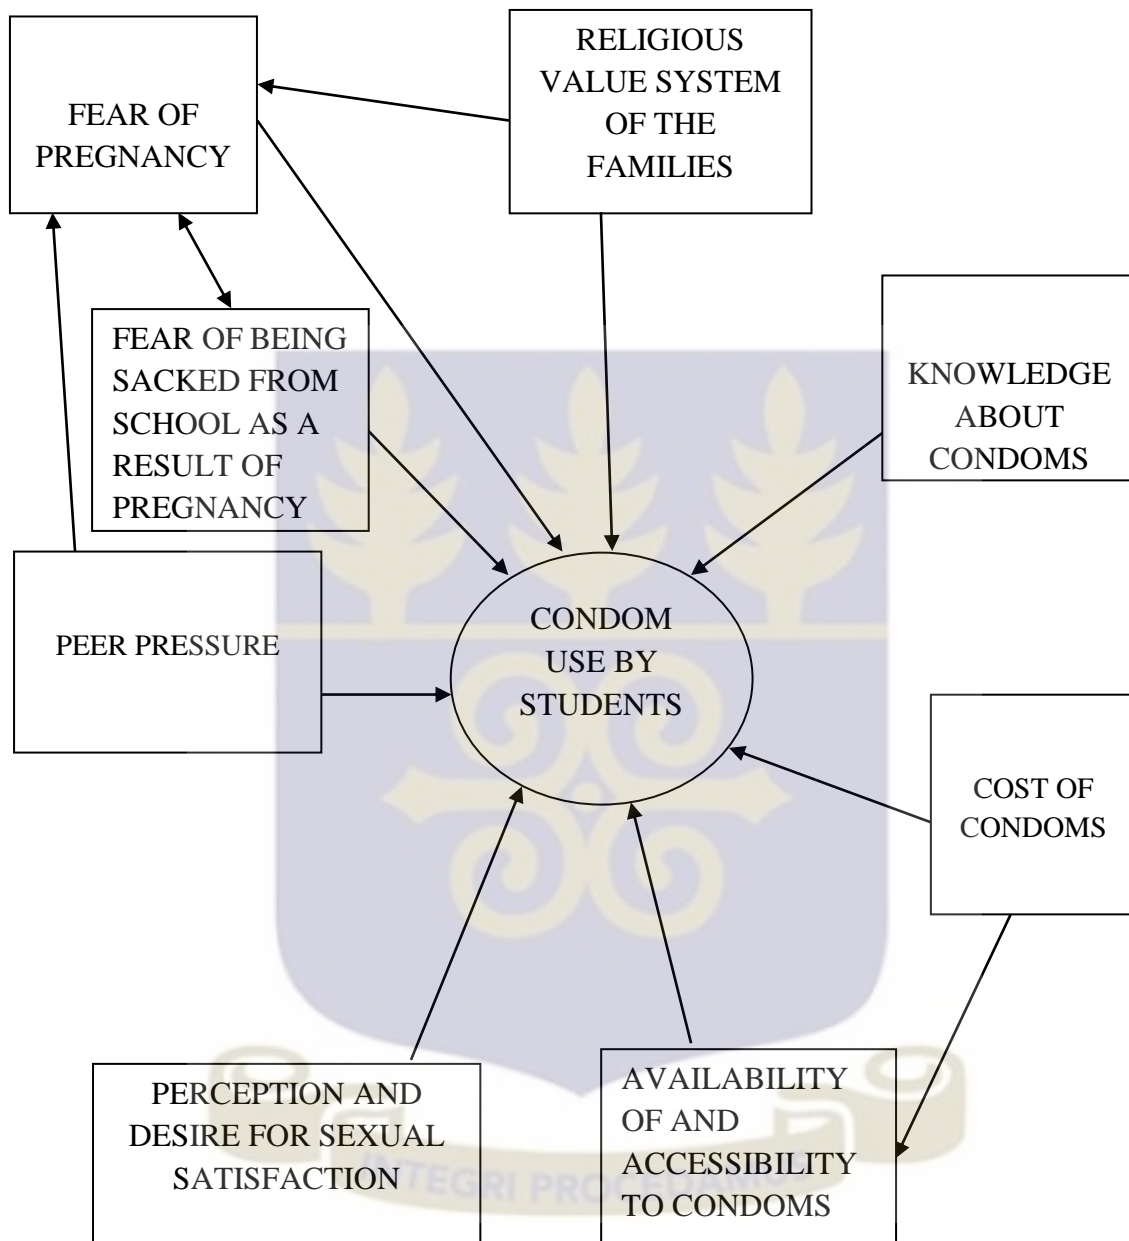 RELIGIOUS
VALUE SYSTEM
OF THE
FAMILIES
FEAR OF
PREGNANCY
FEAR OF BEING
SACKED FROM
SCHOOL AS A
RESULT OF
PREGNANCY
KNOWLEDGE
ABOUT
CONDOMS
PEER PRESSURE
CONDOM
USE BY
STUDENTS
COST OF
CONDOMS
PERCEPTION AND
DESIRE FOR SEXUAL
SATISFACTION
AVAILABILITY
OF AND
ACCESSIBILITY
TO CONDOMS
INTEGRI PROCEDAMUS